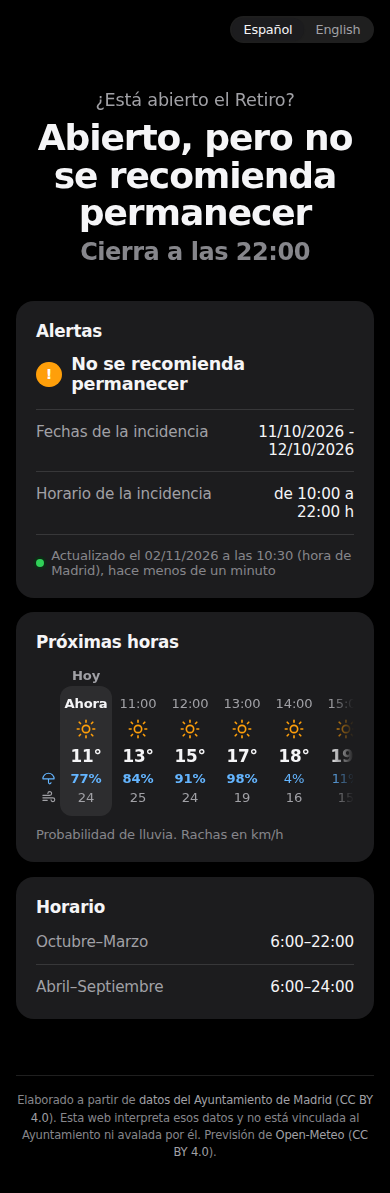 Español English
¿Está abierto el Retiro?
Abierto, pero no
se recomienda
permanecer
Cierra a las 22:00
Alertas
! No se recomienda
permanecer
Fechas de la incidencia 11/10/2026 -
12/10/2026
Horario de la incidencia de 10:00 a
22:00 h
Actualizado el 02/11/2026 a las 10:30 (hora de
Madrid), hace menos de un minuto
Próximas horas
Hoy
Ahora 11:00 12:00 13:00 14:00
11° 13° 15° 17° 18°
77% 84% 91% 98% 4%
24 25 24 19 16
Probabilidad de lluvia. Rachas en km/h
Horario
Octubre–Marzo 6:00–22:00
Abril–Septiembre 6:00–24:00
Elaborado a partir de datos del Ayuntamiento de Madrid (CC BY
4.0). Esta web interpreta esos datos y no está vinculada al
Ayuntamiento ni avalada por él. Previsión de Open-Meteo (CC
BY 4.0).